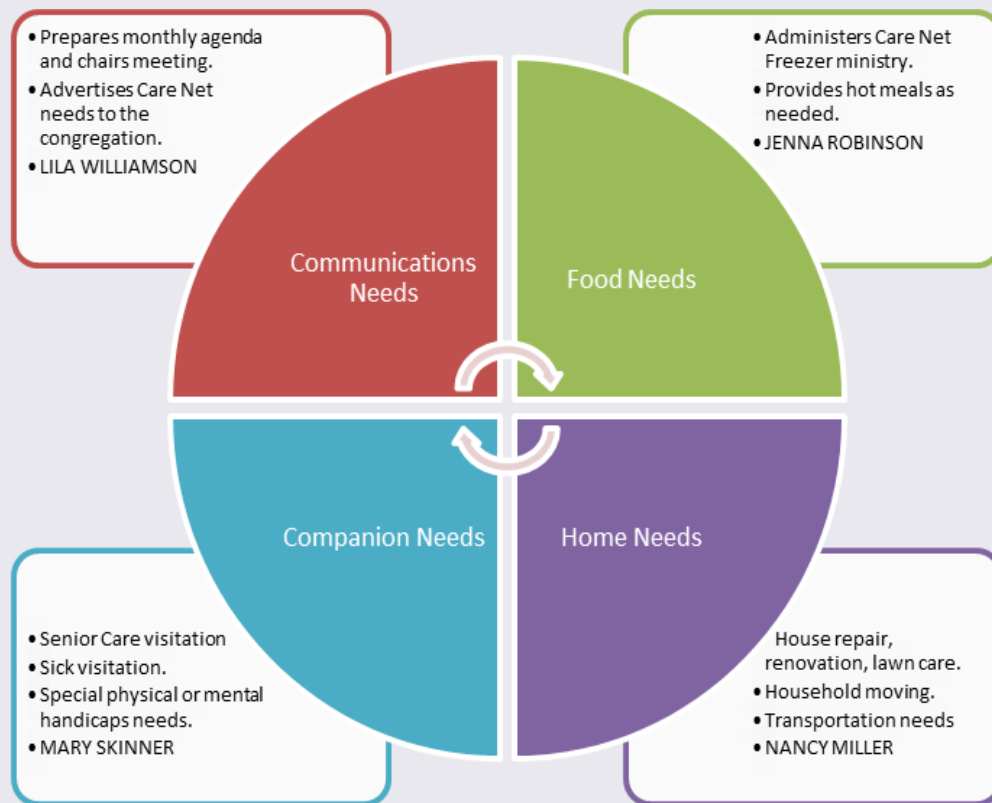 • Prepares monthly agenda
and chairs meeting.
• Advertises Care Net
needs to the
congregation.
• LILA WILLIAMSON
• Administers Care Net
Freezer ministry.
• Provides hot meals as
needed.
• JENNA ROBINSON
Communications
Needs
Food Needs
Companion Needs
Home Needs
• Senior Care visitation
• Sick visitation.
• Special physical or mental
handicaps needs.
• MARY SKINNER
House repair,
renovation, lawn care.
• Household moving.
• Transportation needs
• NANCY MILLER